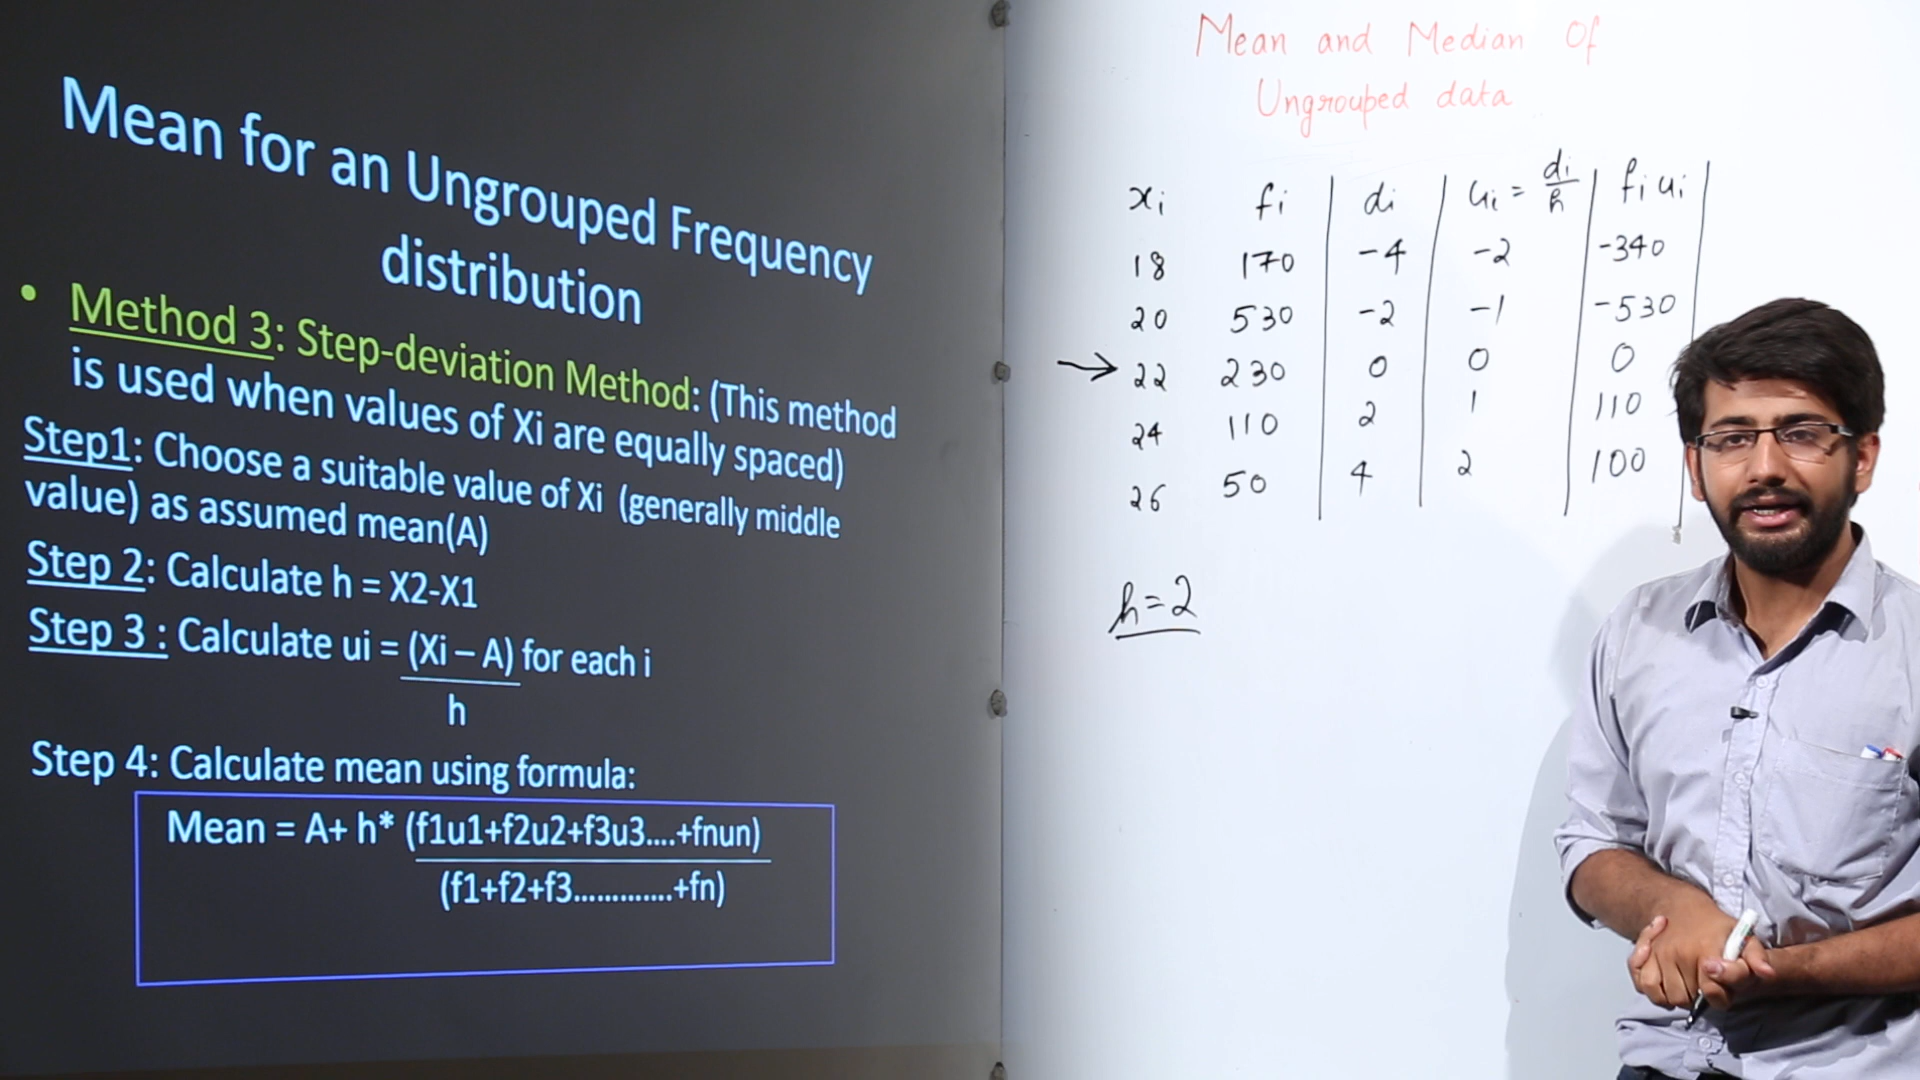 Mean for an Ungrouped Frequency
distribution
• Method 3: Step-deviation Method: (This method
is used when values of Xi are equally spaced)
Step1: Choose a suitable value of Xi (generally middle
value) as assumed mean(A)
Step 2: Calculate h = X2-X1
Step 3 : Calculate ui = (Xi – A) for each i
h
Step 4: Calculate mean using formula:
Mean = A+ h* (f1u1+f2u2+f3u3....+fnun)
(f1+f2+f3.............+fn)
Mean and Median Of
Ungrouped data
xi fi di ui = di/h fiui
18 170 -4 -2 -340
20 530 -2 -1 -530
→ 22 230 0 0 0
24 110 2 1 110
26 50 4 2 100
h=2